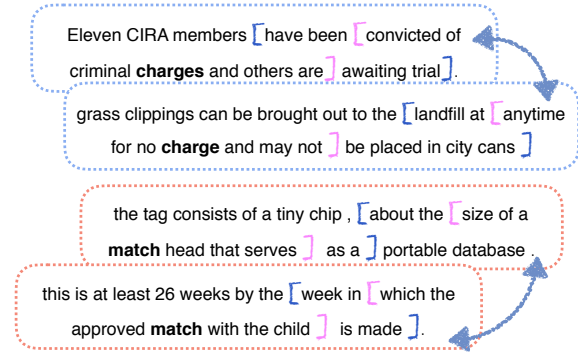 Eleven CIRA members [have been [convicted of
criminal charges and others are] awaiting trial].
grass clippings can be brought out to the [landfill at [anytime
for no charge and may not ] be placed in city cans ]
the tag consists of a tiny chip , [about the [size of a
match head that serves ] as a ] portable database .
this is at least 26 weeks by the [week in [which the
approved match with the child ] is made ].